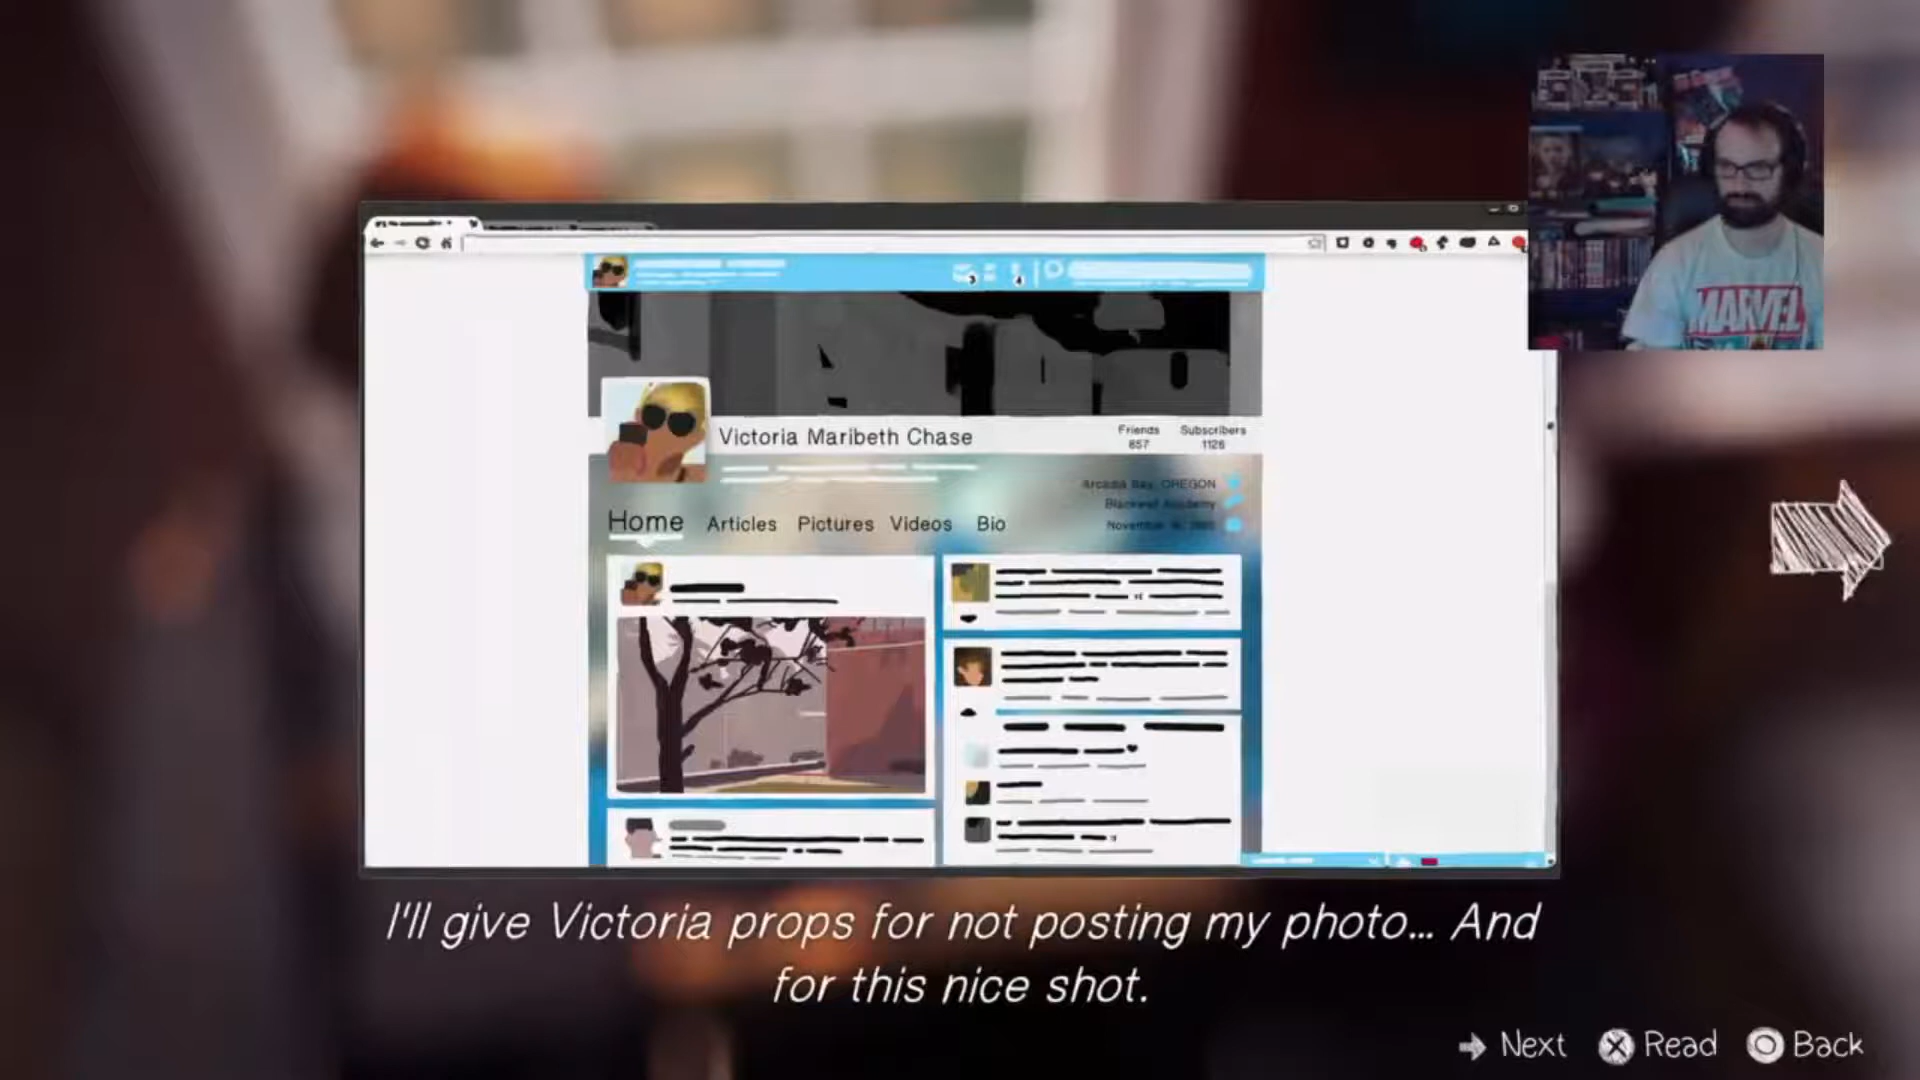 MARVEL
Victoria Maribeth Chase
Friends
657
Subscribers
1126
Arcadia Bay, OREGON
Blackwell Academy
Home
Articles
Pictures
Videos
Bio
I'll give Victoria props for not posting my photo... And
for this nice shot.
Next
Read
Back